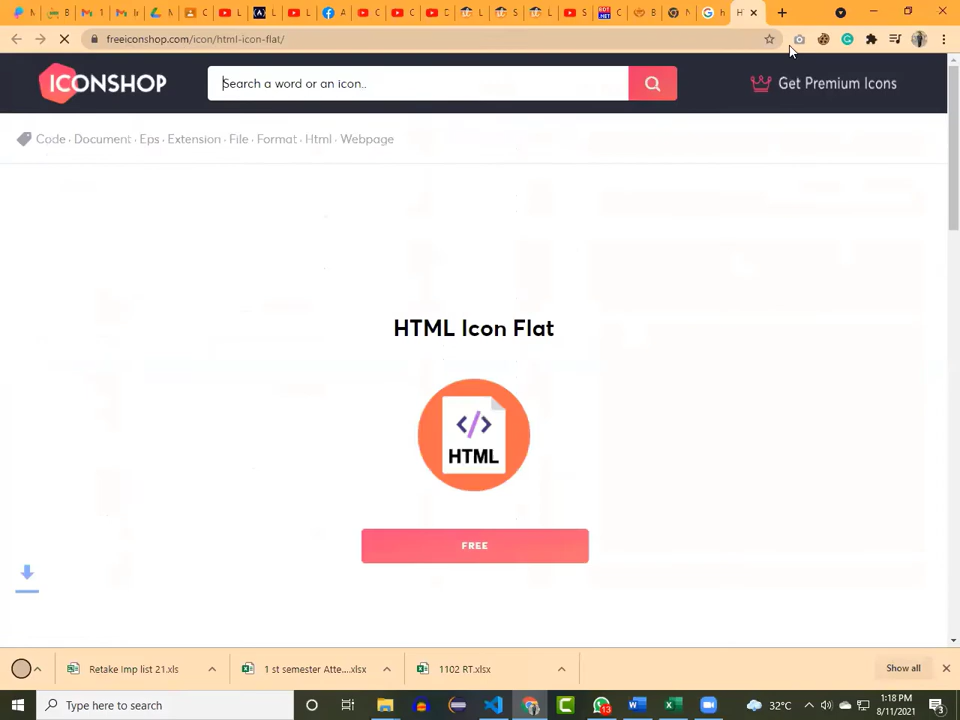 freeiconshop.com/icon/html-icon-flat/
ICONSHOP
Search a word or an icon..
Get Premium Icons
Code · Document · Eps · Extension · File · Format · Html · Webpage
HTML Icon Flat
</>
HTML
FREE
Retake Imp list 21.xls
1 st semester Atte....xlsx
1102 RT.xlsx
Show all
Type here to search
13
32°C
1:18 PM
8/11/2021
3